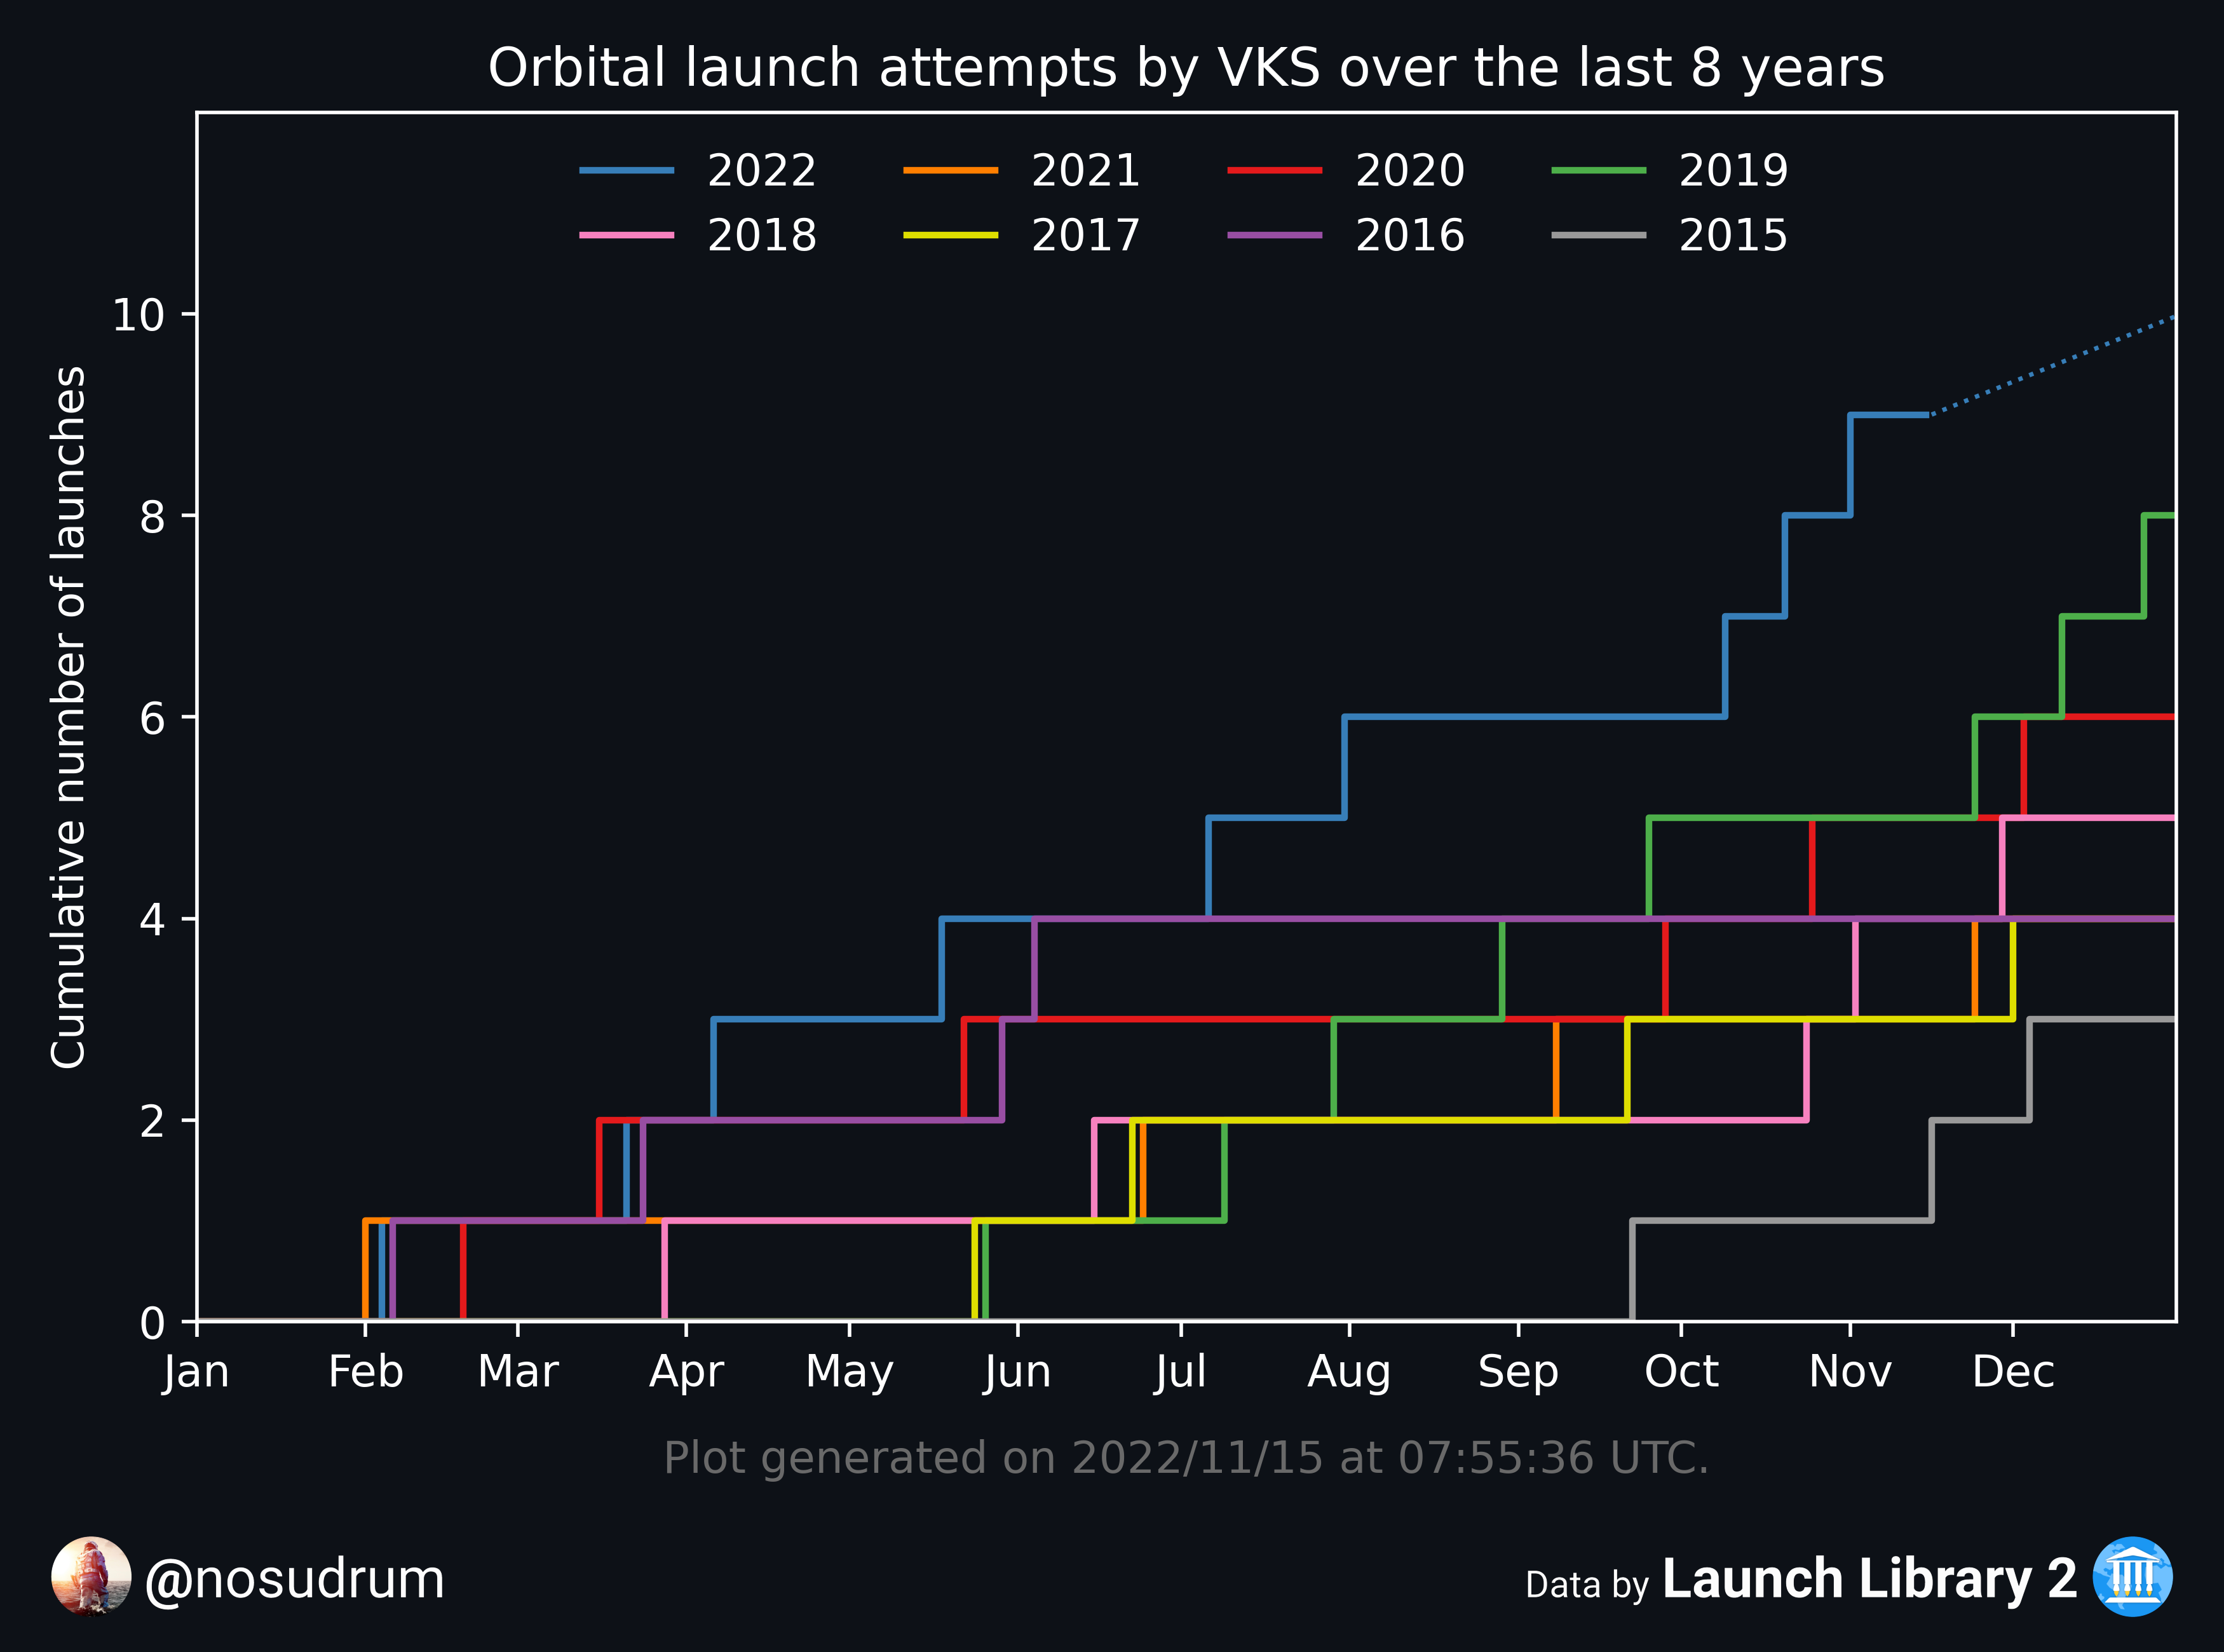 Orbital launch attempts by VKS over the last 8 years
2022 2021 2020 2019
2018 2017 2016 2015
Cumulative number of launches
10
8
6
4
2
0
Jan Feb Mar Apr May Jun Jul Aug Sep Oct Nov Dec
Plot generated on 2022/11/15 at 07:55:36 UTC.
@nosudrum
Data by Launch Library 2